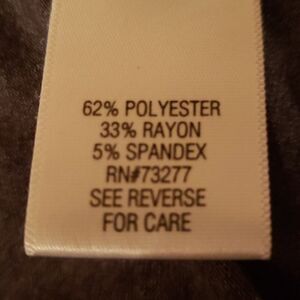 62% POLYESTER
33% RAYON
5% SPANDEX
RN#73277
SEE REVERSE
FOR CARE